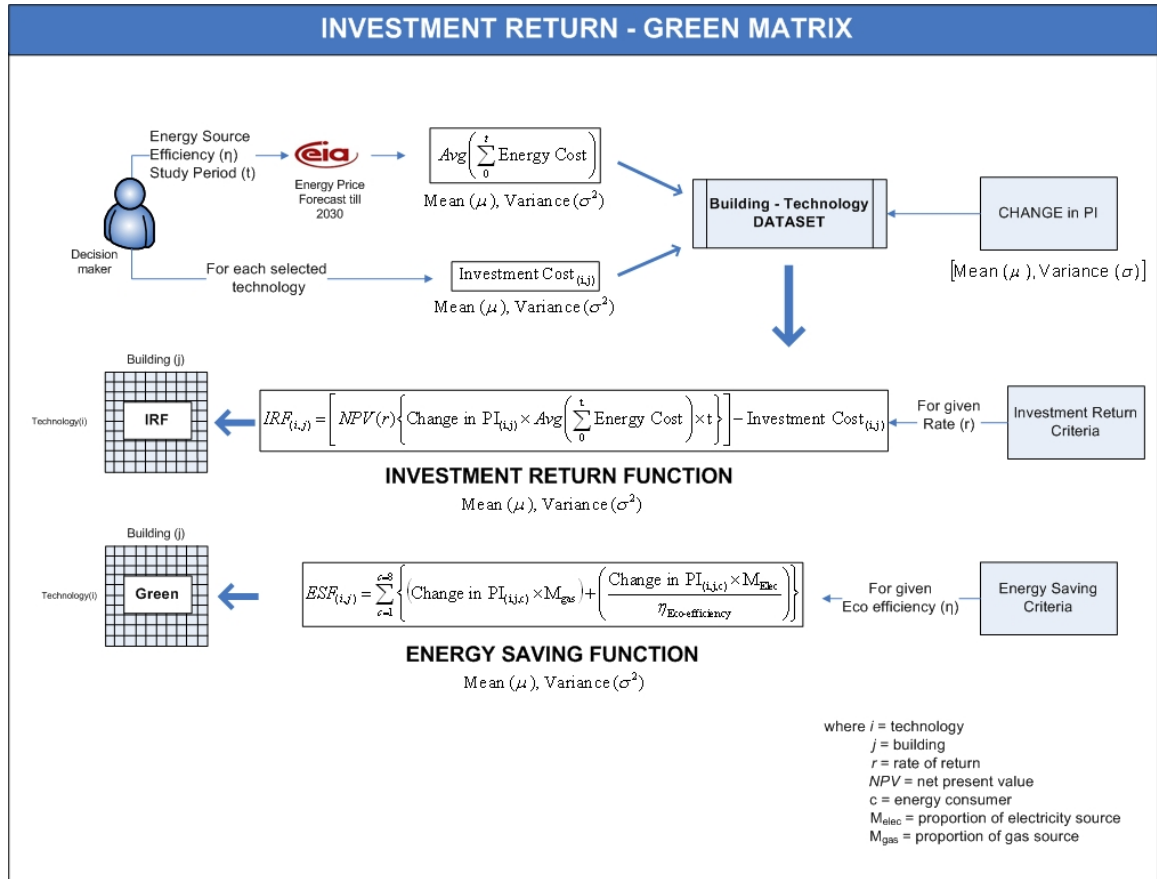 INVESTMENT RETURN - GREEN MATRIX
Energy Source
Efficiency (η)
Study Period (t)
eia
Energy Price
Forecast till
2030
Avg(∑₀ᵗ Energy Cost)
Mean (μ), Variance (σ²)
Building - Technology
DATASET
CHANGE in PI
[Mean (μ), Variance (σ)]
Decision
maker
For each selected
technology
Investment Cost(i,j)
Mean (μ), Variance (σ²)
Building (j)
Technology(i)
IRF
IRF(i,j) = [NPV(r){Change in PI(i,j) × Avg(∑₀ᵗ Energy Cost) × t}] − Investment Cost(i,j)
For given
Rate (r)
Investment Return
Criteria
INVESTMENT RETURN FUNCTION
Mean (μ), Variance (σ²)
Building (j)
Technology(i)
Green
ESF(i,j) = ∑c=1c=8 {(Change in PI(i,j,c) × Mgas) + (Change in PI(i,j,c) × MElec / ηEco-efficiency)}
For given
Eco efficiency (η)
Energy Saving
Criteria
ENERGY SAVING FUNCTION
Mean (μ), Variance (σ²)
where i = technology
j = building
r = rate of return
NPV = net present value
c = energy consumer
Melec = proportion of electricity source
Mgas = proportion of gas source